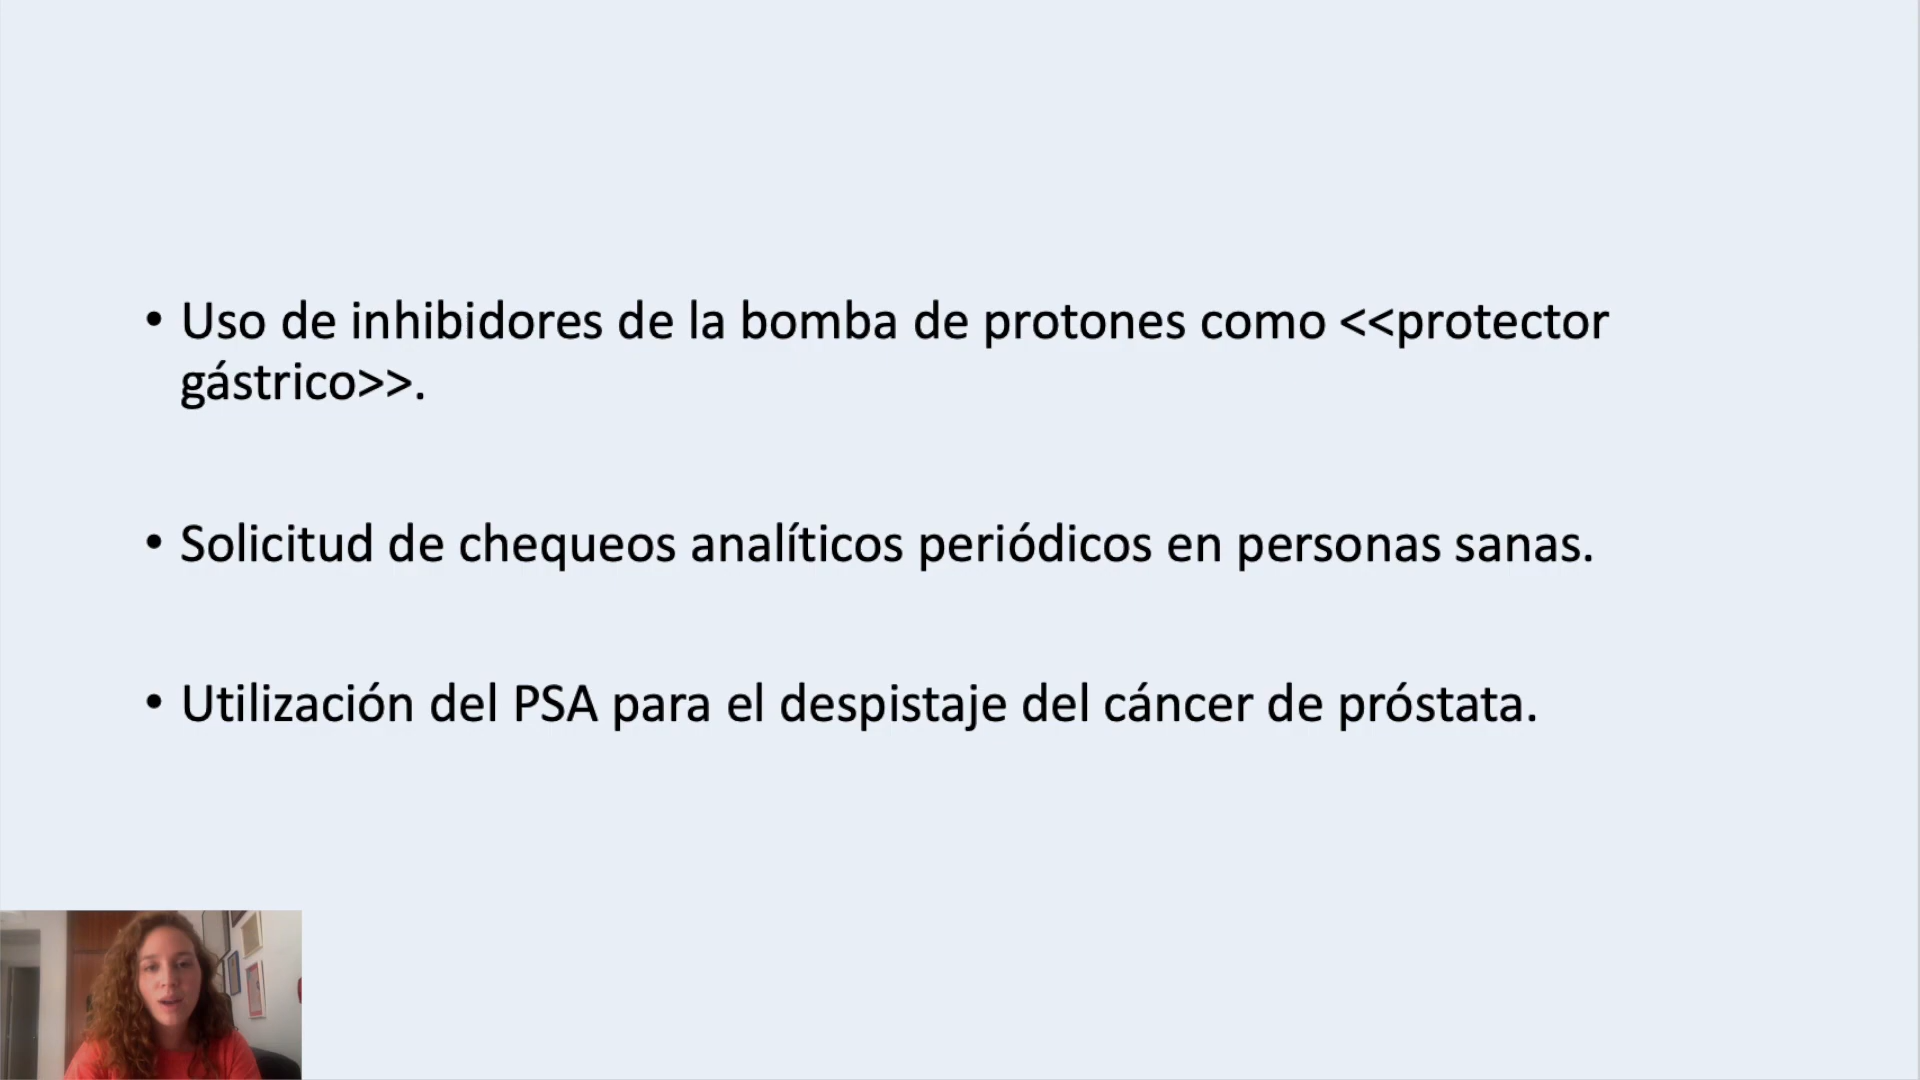 • Uso de inhibidores de la bomba de protones como <<protector
gástrico>>.
• Solicitud de chequeos analíticos periódicos en personas sanas.
• Utilización del PSA para el despistaje del cáncer de próstata.